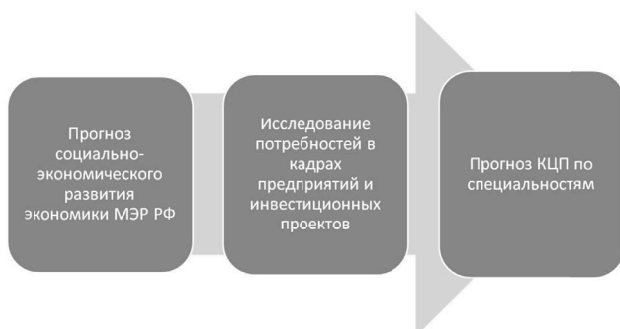 Прогноз
социально-
экономического
развития
экономики МЭР РФ
Исследование
потребностей в
кадрах
предприятий и
инвестиционных
проектов
Прогноз КЦП по
специальностям